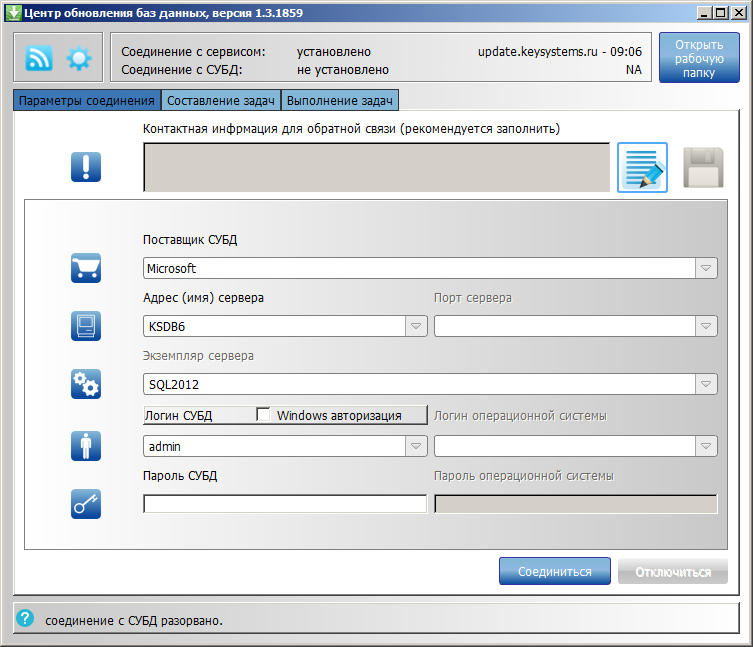 Центр обновления баз данных, версия 1.3.1859
Соединение с сервисом: установлено update.keysystems.ru - 09:06
Соединение с СУБД: не установлено NA
Открыть
рабочую
папку
Параметры соединения Составление задач Выполнение задач
Контактная инфрмация для обратной связи (рекомендуется заполнить)
Поставщик СУБД
Microsoft
Адрес (имя) сервера Порт сервера
KSDB6
Экземпляр сервера
SQL2012
Логин СУБД Windows авторизация Логин операционной системы
admin
Пароль СУБД Пароль операционной системы
Соединиться Отключиться
соединение с СУБД разорвано.